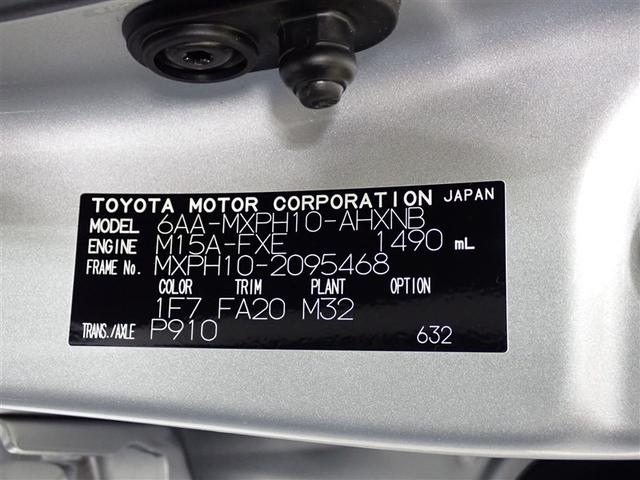 TOYOTA MOTOR CORPORATION JAPAN
MODEL 6AA-MXPH10-AHXNB
ENGINE M15A-FXE 1490 mL
FRAME No. MXPH10-2095468
COLOR TRIM PLANT OPTION
1F7 FA20 M32
TRANS./AXLE P910 632